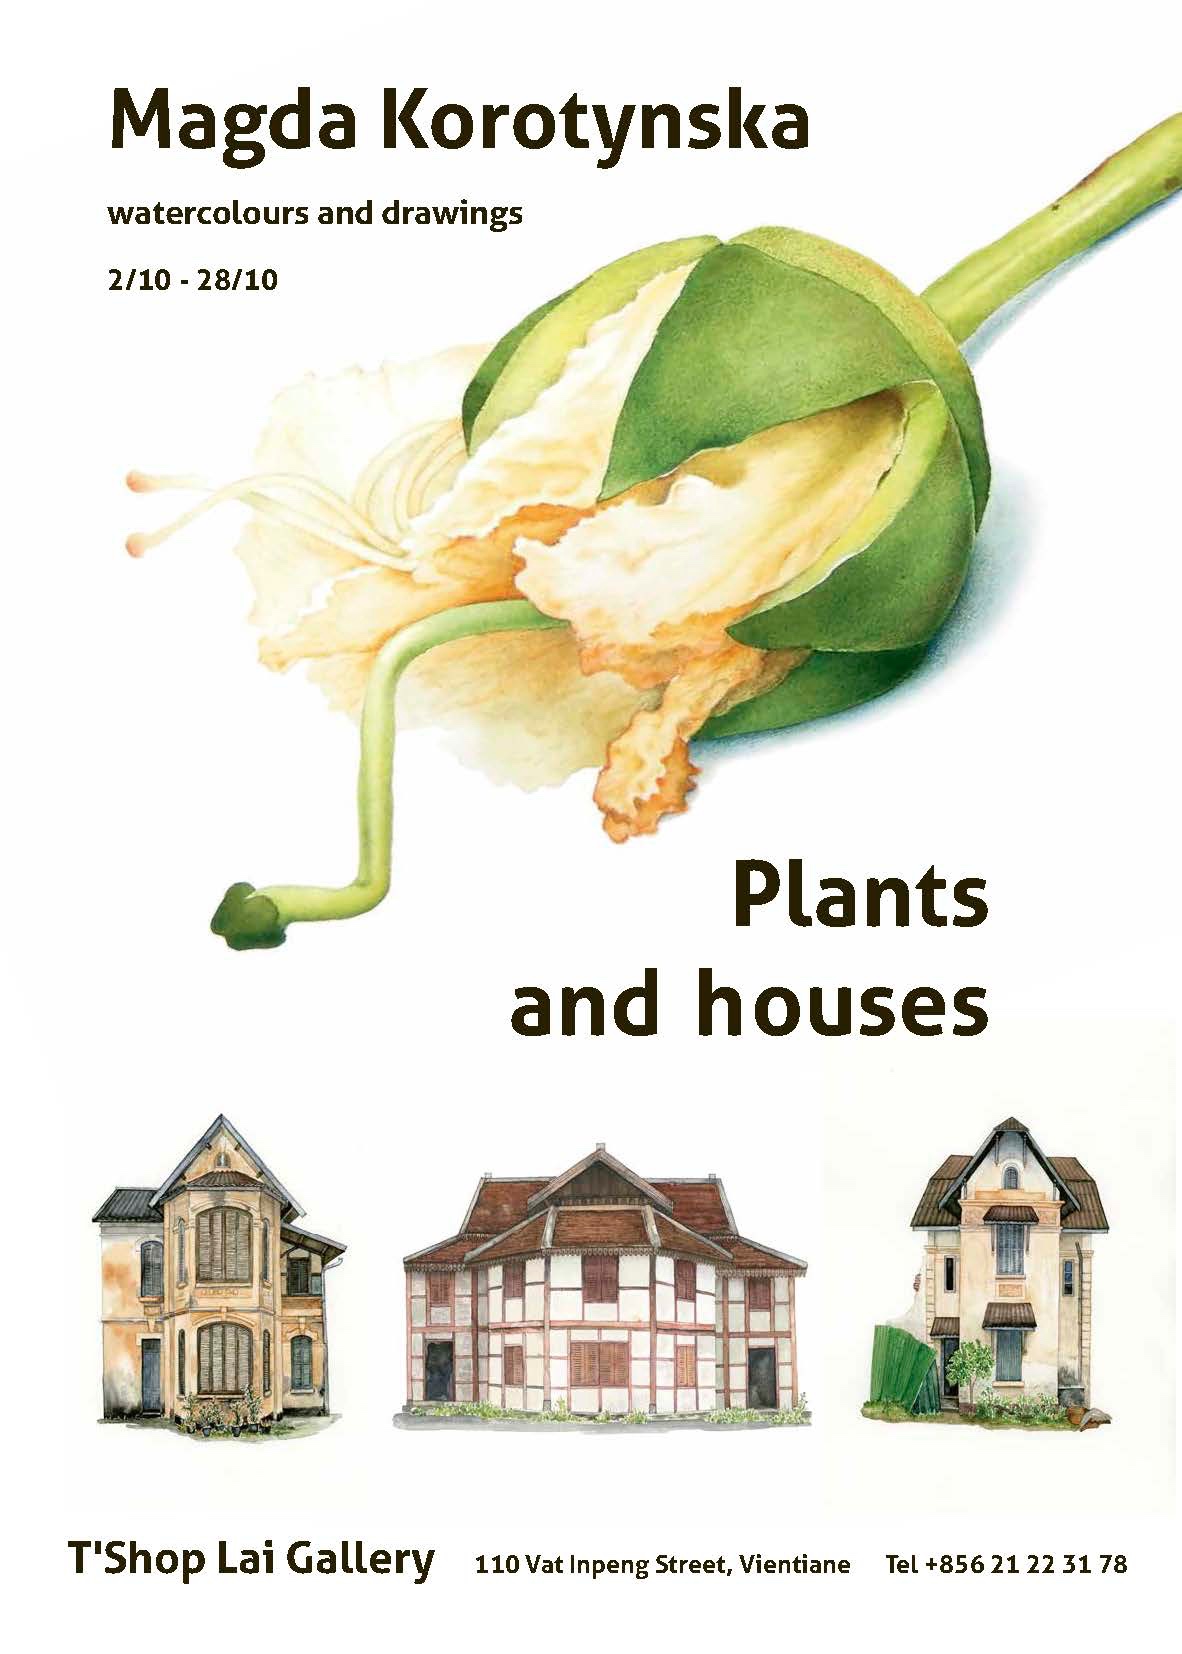 Magda Korotynska
watercolours and drawings
2/10 - 28/10
Plants
and houses
T'Shop Lai Gallery 110 Vat Inpeng Street, Vientiane Tel +856 21 22 31 78